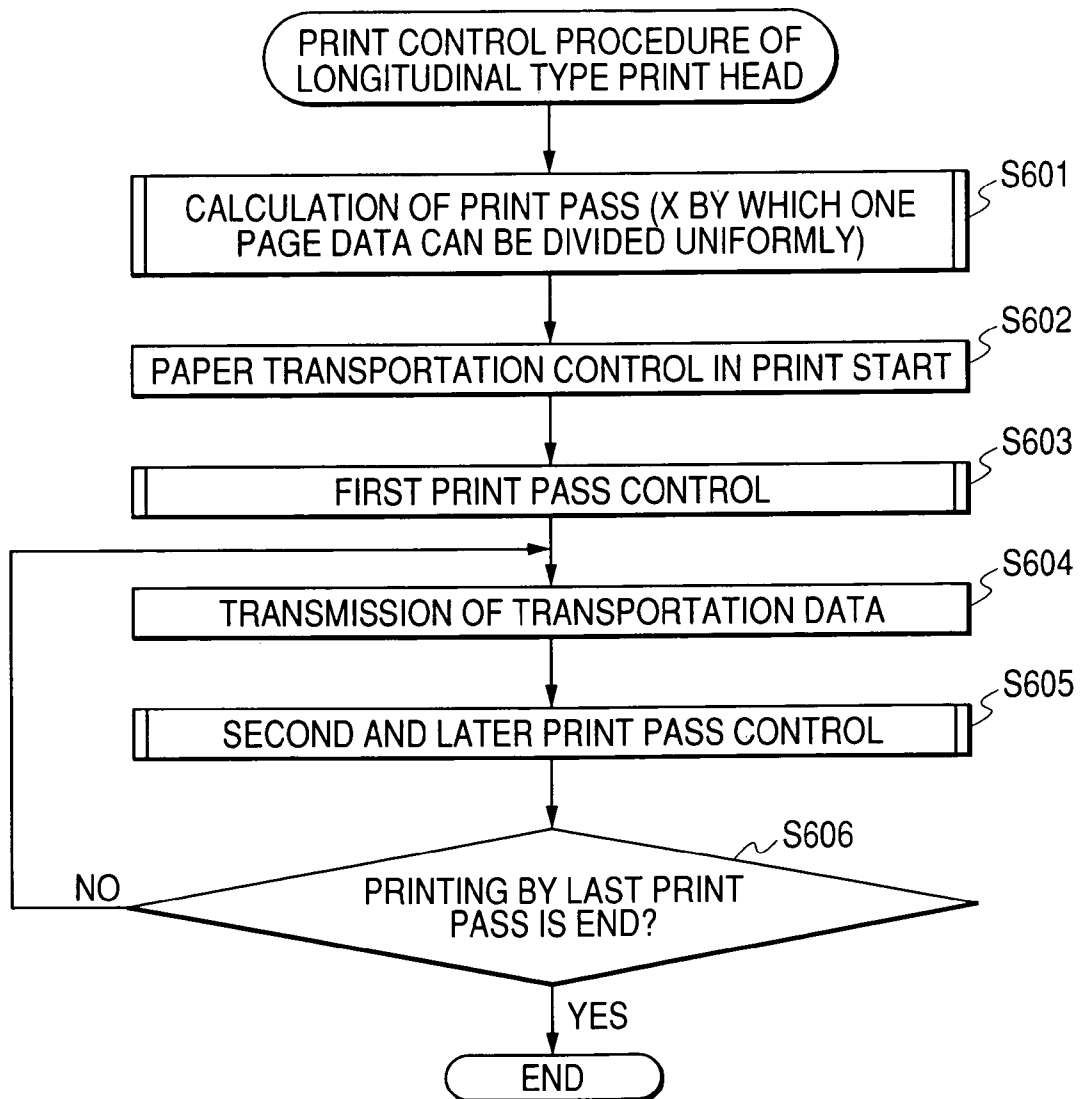 PRINT CONTROL PROCEDURE OF
LONGITUDINAL TYPE PRINT HEAD
S601
CALCULATION OF PRINT PASS (X BY WHICH ONE
PAGE DATA CAN BE DIVIDED UNIFORMLY)
S602
PAPER TRANSPORTATION CONTROL IN PRINT START
S603
FIRST PRINT PASS CONTROL
S604
TRANSMISSION OF TRANSPORTATION DATA
S605
SECOND AND LATER PRINT PASS CONTROL
S606
NO
PRINTING BY LAST PRINT
PASS IS END?
YES
END